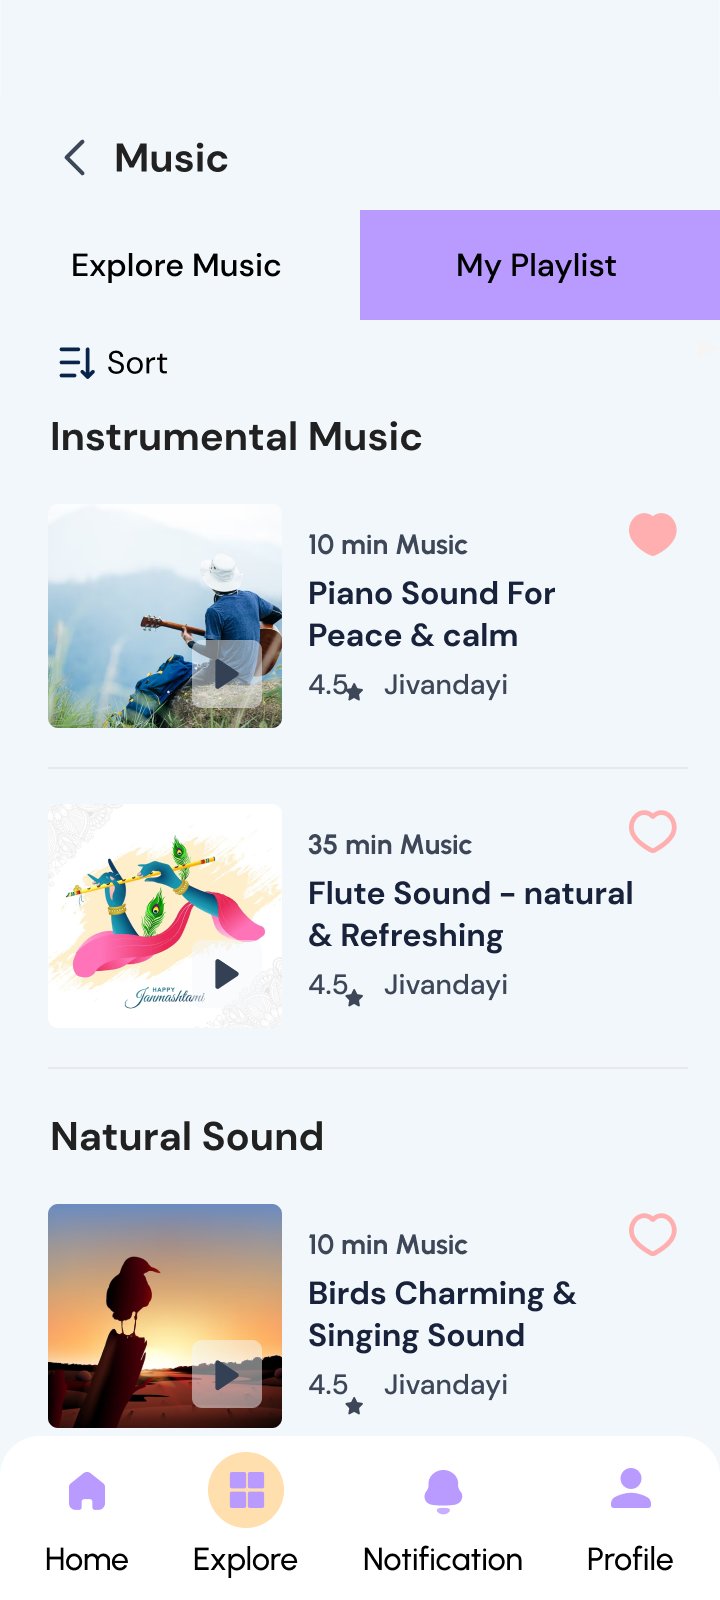 Music
Explore Music
My Playlist
Sort
Instrumental Music
10 min Music
Piano Sound For
Peace & calm
4.5 Jivandayi
HAPPY
Janmashtami
35 min Music
Flute Sound - natural
& Refreshing
4.5 Jivandayi
Natural Sound
10 min Music
Birds Charming &
Singing Sound
4.5 Jivandayi
Home
Explore
Notification
Profile